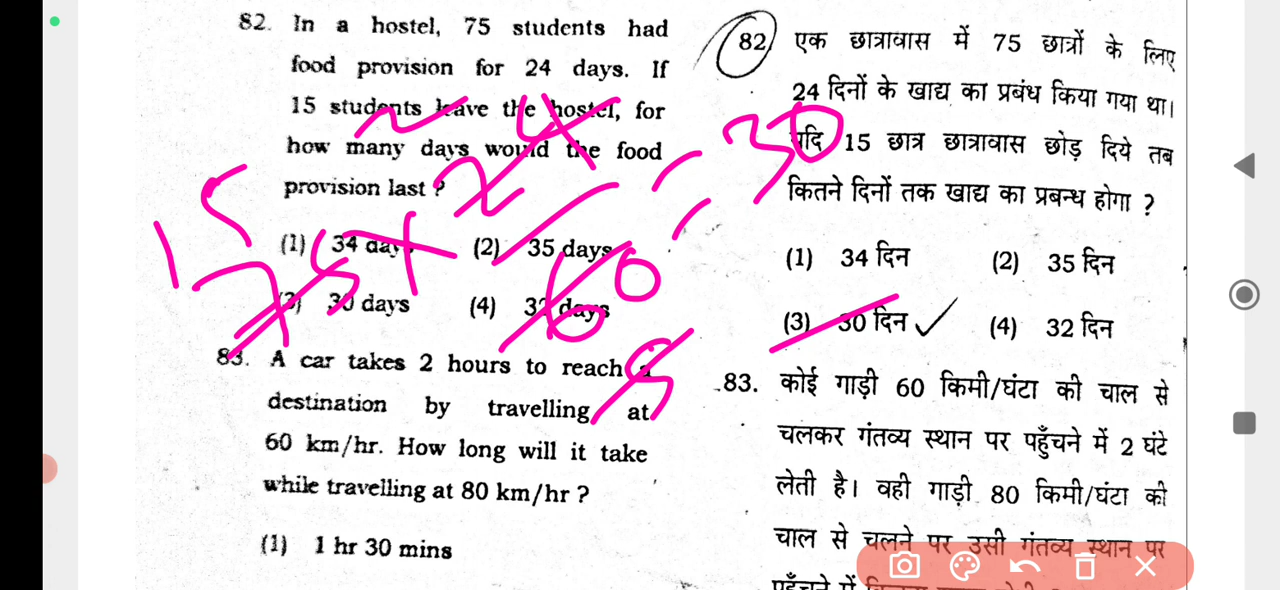 82. In a hostel, 75 students had
food provision for 24 days. If
15 students leave the hostel, for
how many days would the food
provision last ?
(1) 34 days (2) 35 days
(3) 30 days (4) 32 days
83. A car takes 2 hours to reach a
destination by travelling at
60 km/hr. How long will it take
while travelling at 80 km/hr ?
(1) 1 hr 30 mins
82 एक छात्रावास में 75 छात्रों के लिए
24 दिनों के खाद्य का प्रबंध किया गया था।
यदि 15 छात्र छात्रावास छोड़ दिये तब
कितने दिनों तक खाद्य का प्रबन्ध होगा ?
(1) 34 दिन (2) 35 दिन
(3) 30 दिन (4) 32 दिन
83. कोई गाड़ी 60 किमी/घंटा की चाल से
चलकर गंतव्य स्थान पर पहुँचने में 2 घंटे
लेती है। वही गाड़ी 80 किमी/घंटा की
चाल से चलने पर उसी गंतव्य स्थान पर
पहुँचने में
75 x 24
60
30
15